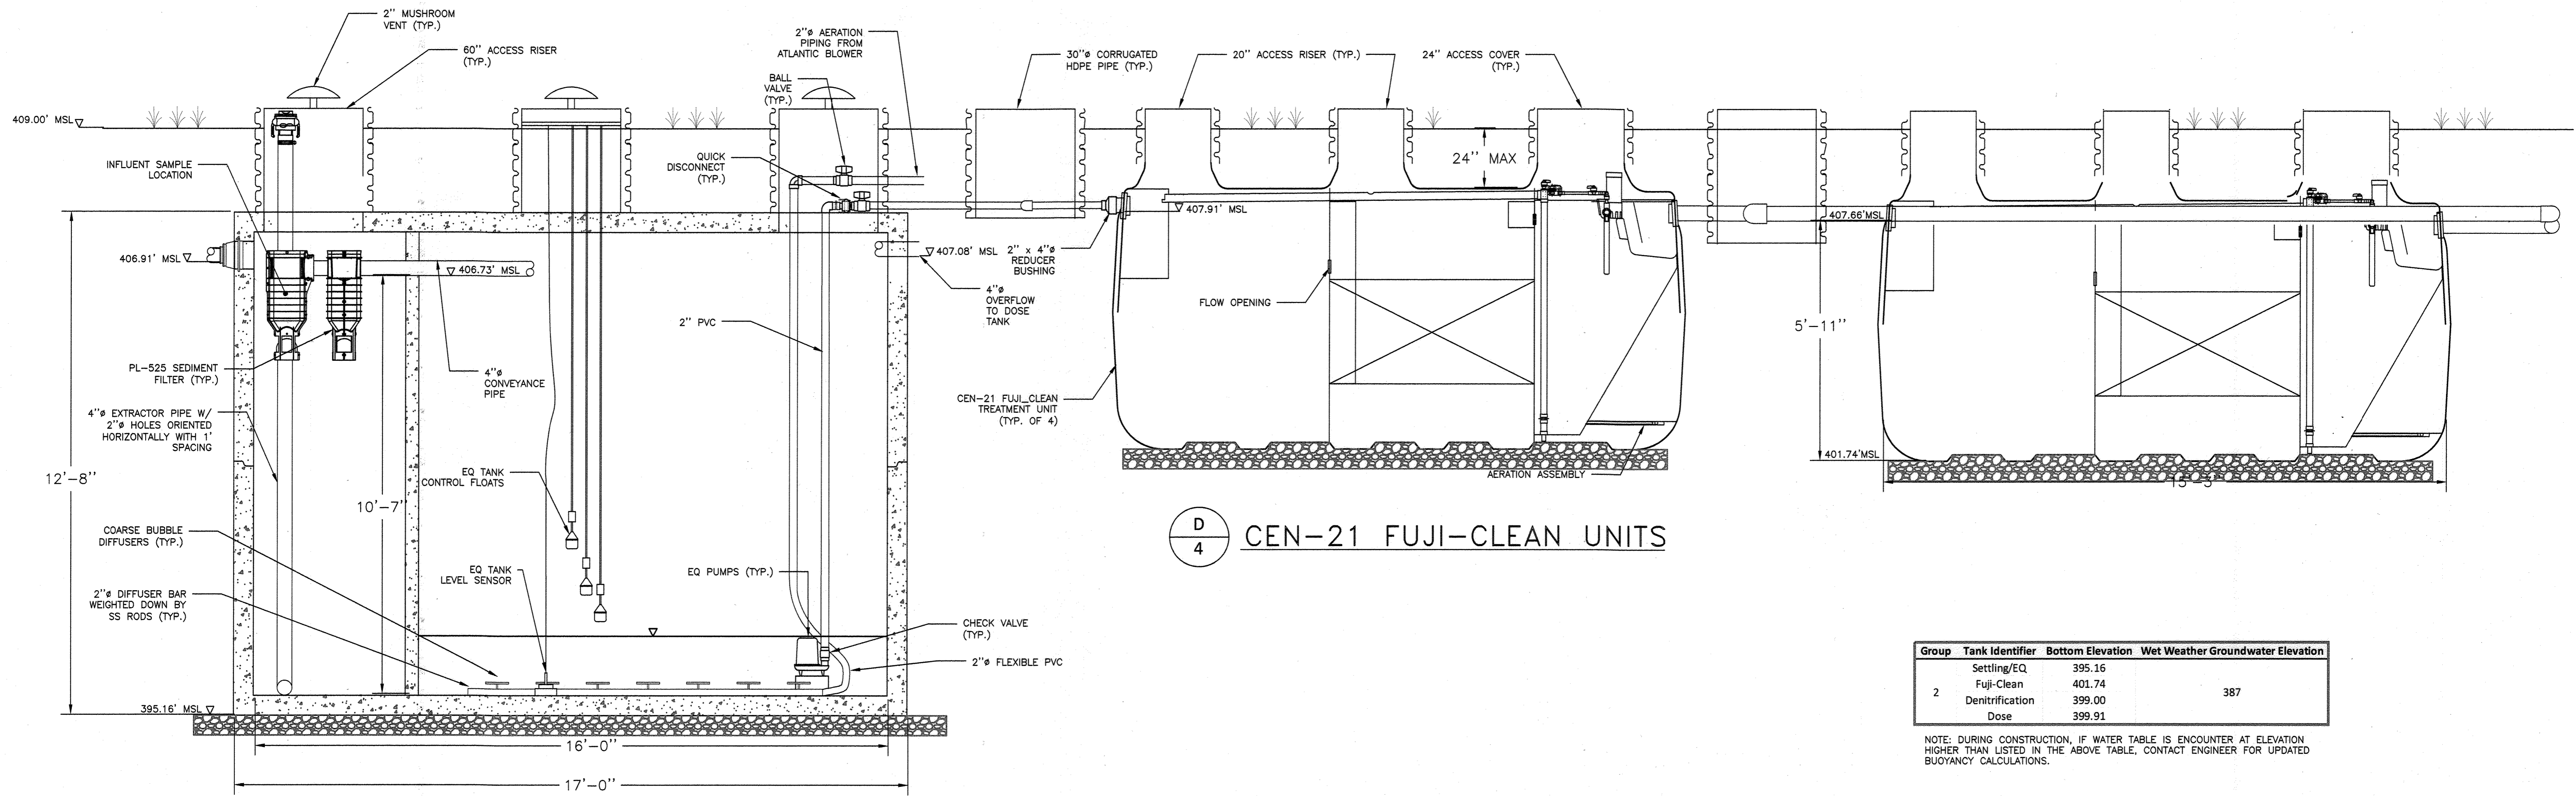 2'' MUSHROOM
VENT (TYP.)
60'' ACCESS RISER
(TYP.)
2''ø AERATION
PIPING FROM
ATLANTIC BLOWER
BALL
VALVE
(TYP.)
30''ø CORRUGATED
HDPE PIPE (TYP.)
20'' ACCESS RISER (TYP.)
24'' ACCESS COVER
(TYP.)
409.00' MSL
INFLUENT SAMPLE
LOCATION
QUICK
DISCONNECT
(TYP.)
24'' MAX
407.91' MSL
407.66'MSL
406.91' MSL
406.73' MSL
407.08' MSL
2'' x 4''ø
REDUCER
BUSHING
4''ø
OVERFLOW
TO DOSE
TANK
FLOW OPENING
2'' PVC
5'-11''
PL-525 SEDIMENT
FILTER (TYP.)
4''ø
CONVEYANCE
PIPE
CEN-21 FUJI_CLEAN
TREATMENT UNIT
(TYP. OF 4)
4''ø EXTRACTOR PIPE W/
2''ø HOLES ORIENTED
HORIZONTALLY WITH 1'
SPACING
12'-8''
10'-7'
EQ TANK
CONTROL FLOATS
401.74'MSL
AERATION ASSEMBLY
15'-3''
COARSE BUBBLE
DIFFUSERS (TYP.)
D
4
CEN-21 FUJI-CLEAN UNITS
EQ TANK
LEVEL SENSOR
EQ PUMPS (TYP.)
2''ø DIFFUSER BAR
WEIGHTED DOWN BY
SS RODS (TYP.)
CHECK VALVE
(TYP.)
2''ø FLEXIBLE PVC
395.16' MSL
16'-0''
17'-0''
Group Tank Identifier Bottom Elevation Wet Weather Groundwater Elevation
Settling/EQ 395.16
Fuji-Clean 401.74
2 387
Denitrification 399.00
Dose 399.91
NOTE: DURING CONSTRUCTION, IF WATER TABLE IS ENCOUNTER AT ELEVATION
HIGHER THAN LISTED IN THE ABOVE TABLE, CONTACT ENGINEER FOR UPDATED
BUOYANCY CALCULATIONS.